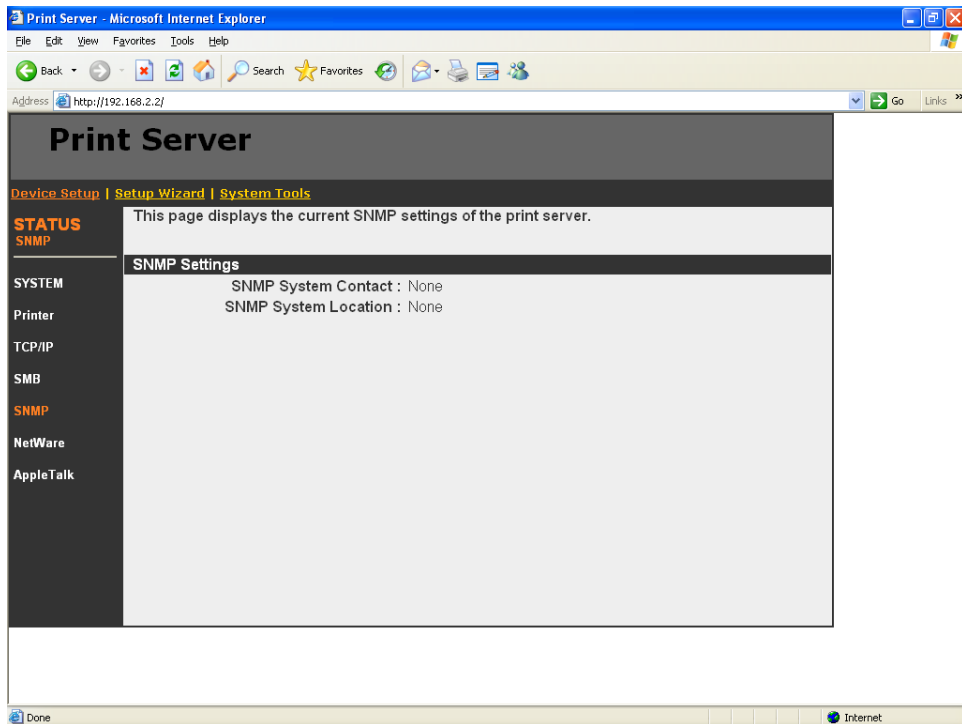 Print Server - Microsoft Internet Explorer
File Edit View Favorites Tools Help
Back Search Favorites
Address http://192.168.2.2/ Go Links »
Print Server
Device Setup | Setup Wizard | System Tools
STATUS
SNMP
This page displays the current SNMP settings of the print server.
SNMP Settings
SNMP System Contact : None
SNMP System Location : None
SYSTEM
Printer
TCP/IP
SMB
SNMP
NetWare
AppleTalk
Done Internet